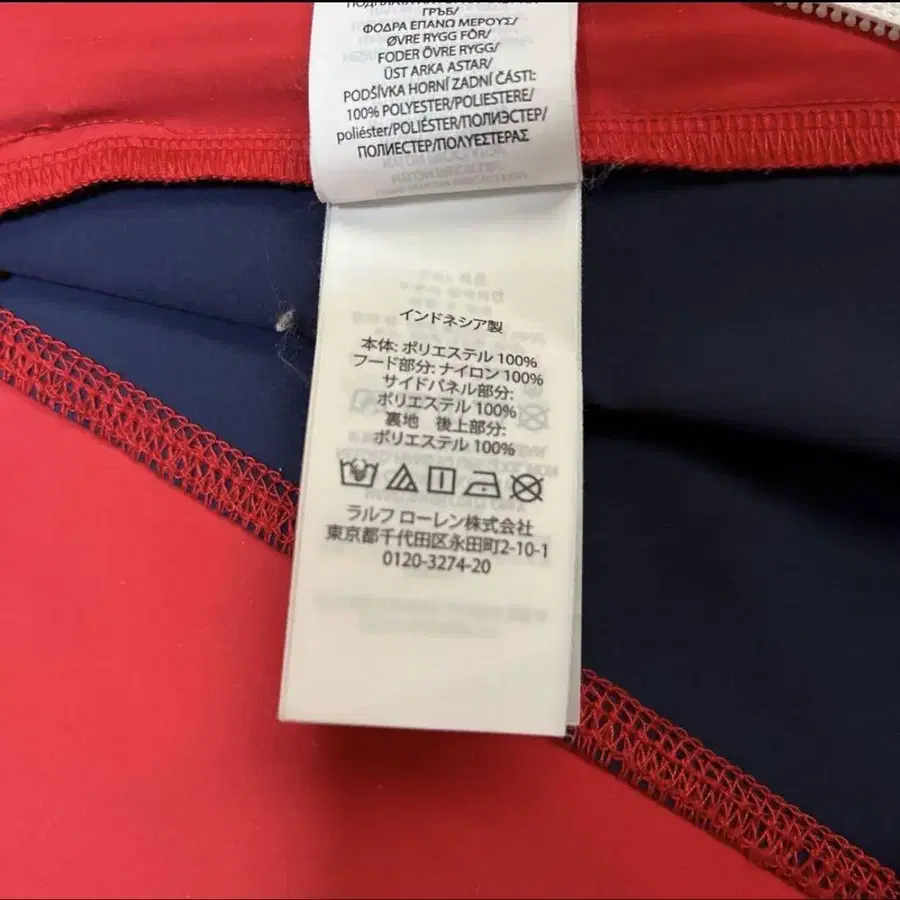 ГРЪБ/
ΦΟΔΡΑ ΕΠΑΝΩ ΜΕΡΟΥΣ/
ØVRE RYGG FÔR/
FODER ÖVRE RYGG/
ÜST ARKA ASTAR/
PODŠÍVKA HORNÍ ZADNÍ ČÁSTI:
100% POLYESTER/POLIESTERE/
poliéster/POLIÉSTER/ПОЛИЭСТЕР/
ПОЛИЕСТЕР/ΠΟΛΥΕΣΤΕΡΑΣ
インドネシア製
本体: ポリエステル 100%
フード部分: ナイロン 100%
サイドパネル部分:
ポリエステル 100%
裏地 後上部分:
ポリエステル 100%
ラルフ ローレン株式会社
東京都千代田区永田町2-10-1
0120-3274-20